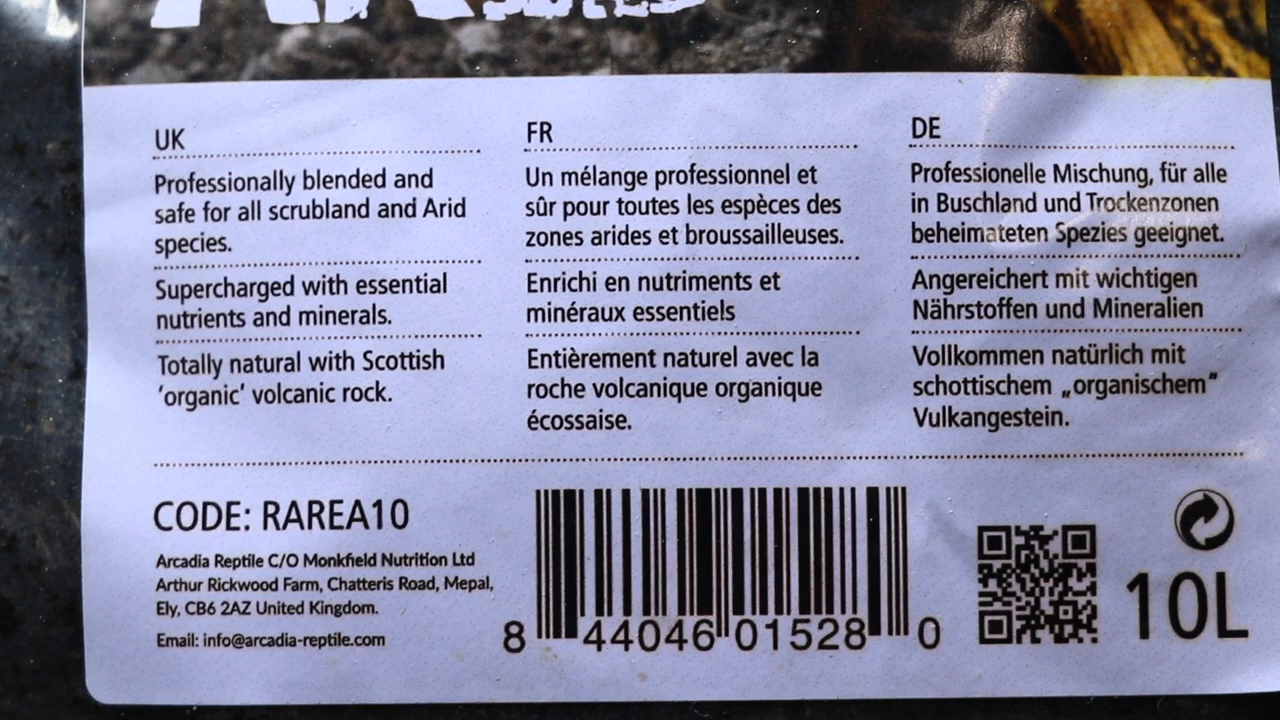 UK
Professionally blended and
safe for all scrubland and Arid
species.
Supercharged with essential
nutrients and minerals.
Totally natural with Scottish
‘organic’ volcanic rock.
FR
Un mélange professionnel et
sûr pour toutes les espèces des
zones arides et broussailleuses.
Enrichi en nutriments et
minéraux essentiels
Entièrement naturel avec la
roche volcanique organique
écossaise.
DE
Professionelle Mischung, für alle
in Buschland und Trockenzonen
beheimateten Spezies geeignet.
Angereichert mit wichtigen
Nährstoffen und Mineralien
Vollkommen natürlich mit
schottischem „organischem“
Vulkangestein.
CODE: RAREA10
Arcadia Reptile C/O Monkfield Nutrition Ltd
Arthur Rickwood Farm, Chatteris Road, Mepal,
Ely, CB6 2AZ United Kingdom.
Email: info@arcadia-reptile.com
8 44046 01528 0
10L